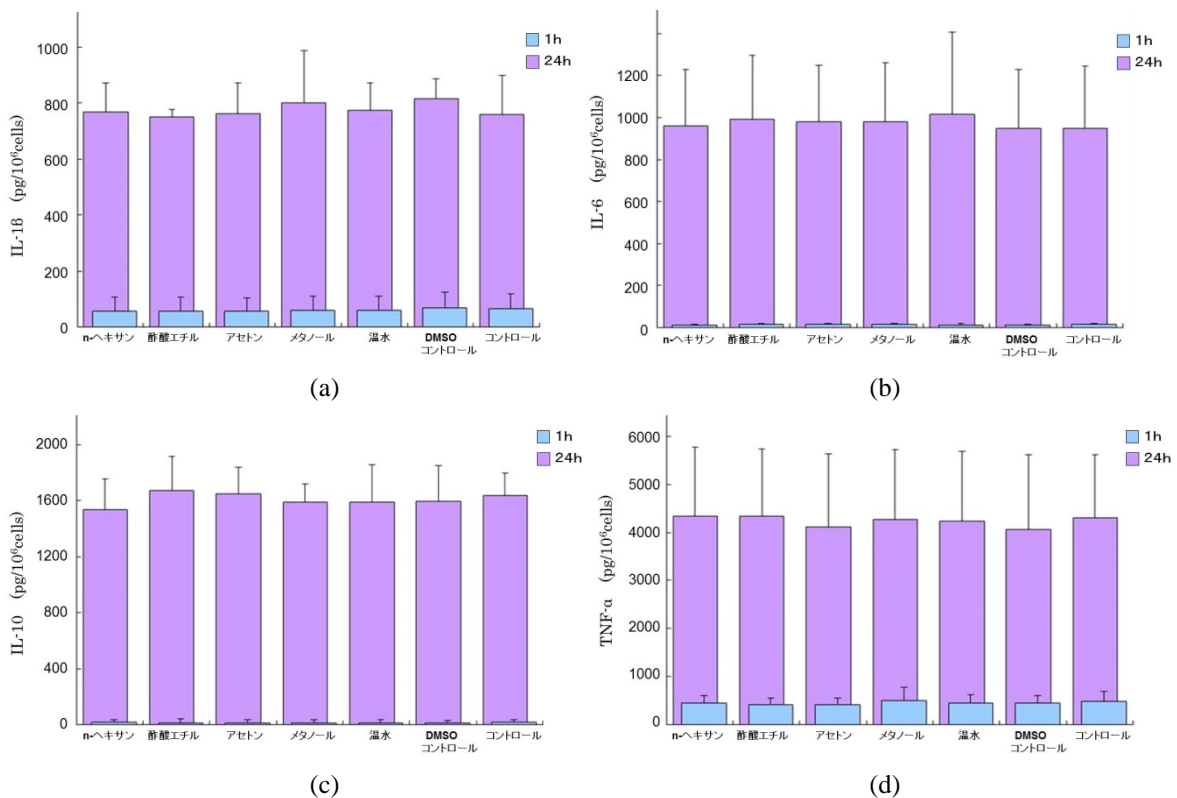 1h
24h
1000
800
600
400
200
0
IL-1ß (pg/10⁶cells)
n-ヘキサン 酢酸エチル アセトン メタノール 温水 DMSO コントロール
コントロール
(a)
1h
24h
1200
1000
800
600
400
200
0
IL-6 (pg/10⁶cells)
n-ヘキサン 酢酸エチル アセトン メタノール 温水 DMSO コントロール
コントロール
(b)
1h
24h
2000
1600
1200
800
400
0
IL-10 (pg/10⁶cells)
n-ヘキサン 酢酸エチル アセトン メタノール 温水 DMSO コントロール
コントロール
(c)
1h
24h
6000
5000
4000
3000
2000
1000
0
TNF-α (pg/10⁶cells)
n-ヘキサン 酢酸エチル アセトン メタノール 温水 DMSO コントロール
コントロール
(d)